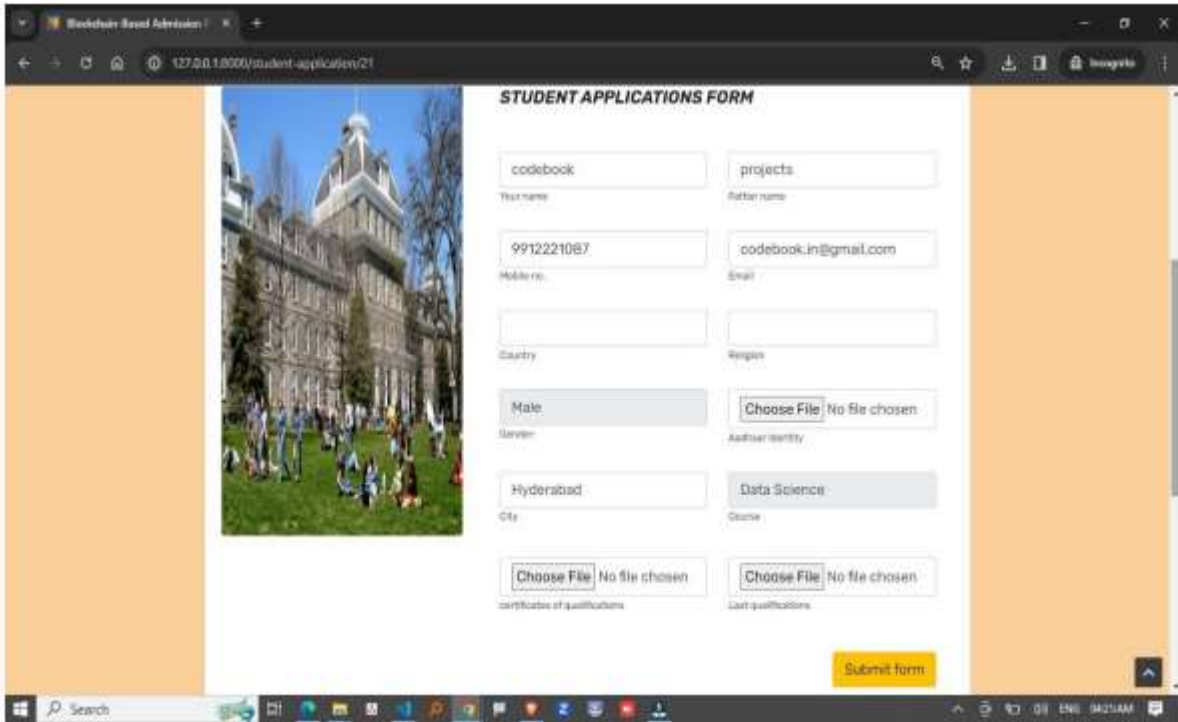 Blockchain Based Admission
127.0.0.1:8000/student-application/21
Incognito
STUDENT APPLICATIONS FORM
codebook projects
Your name Father name
9912221087 codebook.in@gmail.com
Mobile no. Email
Country Religion
Male Choose File No file chosen
Gender Aadhaar Identity
Hyderabad Data Science
City Course
Choose File No file chosen Choose File No file chosen
certificates of qualifications Last qualifications
Submit form
Search
ENG 04:21AM